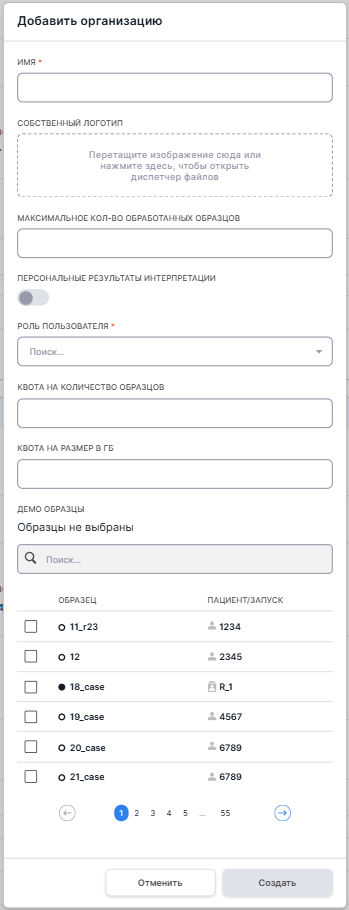 Добавить организацию
ИМЯ *
СОБСТВЕННЫЙ ЛОГОТИП
Перетащите изображение сюда или
нажмите здесь, чтобы открыть
диспетчер файлов
МАКСИМАЛЬНОЕ КОЛ-ВО ОБРАБОТАННЫХ ОБРАЗЦОВ
ПЕРСОНАЛЬНЫЕ РЕЗУЛЬТАТЫ ИНТЕРПРЕТАЦИИ
РОЛЬ ПОЛЬЗОВАТЕЛЯ *
Поиск...
КВОТА НА КОЛИЧЕСТВО ОБРАЗЦОВ
КВОТА НА РАЗМЕР В ГБ
ДЕМО ОБРАЗЦЫ
Образцы не выбраны
Поиск...
ОБРАЗЕЦ ПАЦИЕНТ/ЗАПУСК
11_r23 1234
12 2345
18_case R_1
19_case 4567
20_case 6789
21_case 6789
1 2 3 4 5 ... 55
Отменить Создать